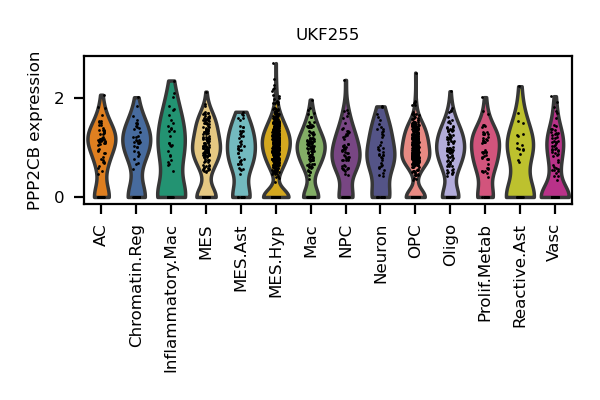 UKF255
PPP2CB expression
2
0
AC
Chromatin.Reg
Inflammatory.Mac
MES
MES.Ast
MES.Hyp
Mac
NPC
Neuron
OPC
Oligo
Prolif.Metab
Reactive.Ast
Vasc